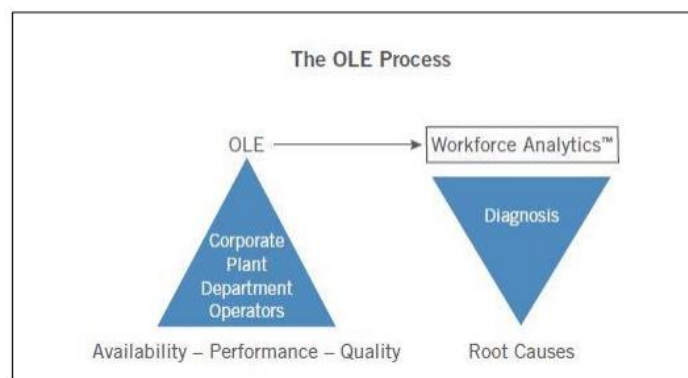 The OLE Process
OLE
Workforce Analytics™
Corporate
Plant
Department
Operators
Diagnosis
Availability – Performance – Quality
Root Causes